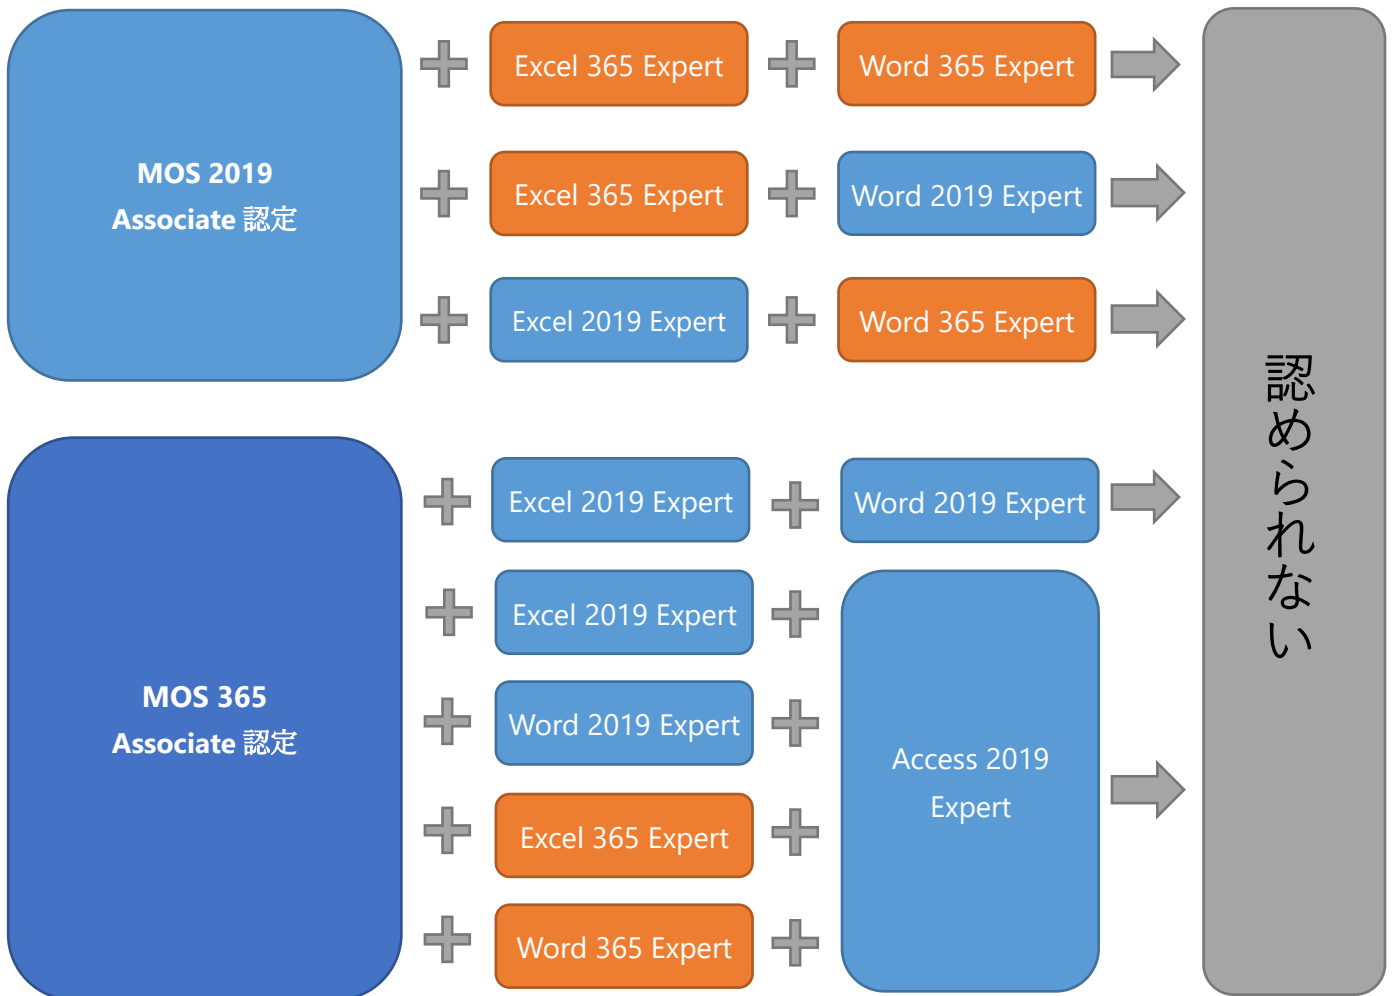 MOS 2019
Associate 認定
Excel 365 Expert
Word 365 Expert
Excel 365 Expert
Word 2019 Expert
Excel 2019 Expert
Word 365 Expert
MOS 365
Associate 認定
Excel 2019 Expert
Word 2019 Expert
Excel 2019 Expert
Word 2019 Expert
Excel 365 Expert
Word 365 Expert
Access 2019
Expert
認められない